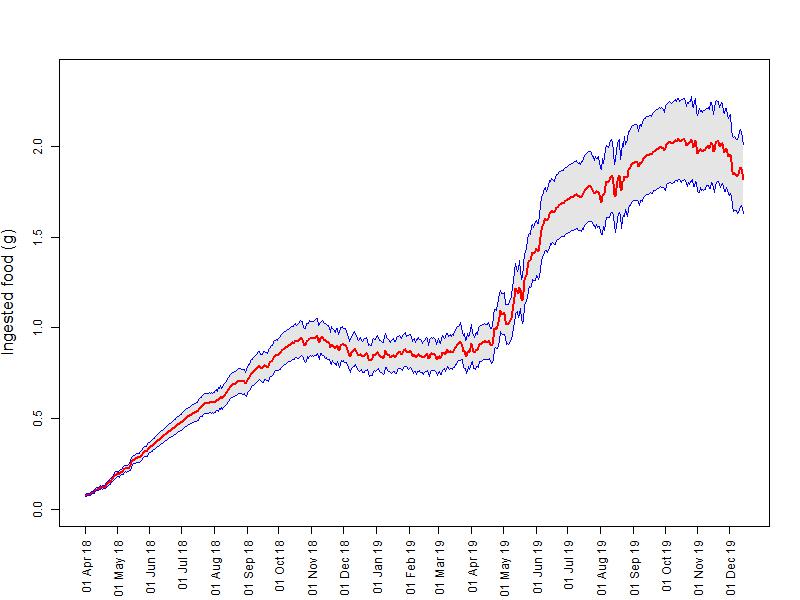 Ingested food (g)
2.0
1.5
1.0
0.5
0.0
01 Apr 18
01 May 18
01 Jun 18
01 Jul 18
01 Aug 18
01 Sep 18
01 Oct 18
01 Nov 18
01 Dec 18
01 Jan 19
01 Feb 19
01 Mar 19
01 Apr 19
01 May 19
01 Jun 19
01 Jul 19
01 Aug 19
01 Sep 19
01 Oct 19
01 Nov 19
01 Dec 19